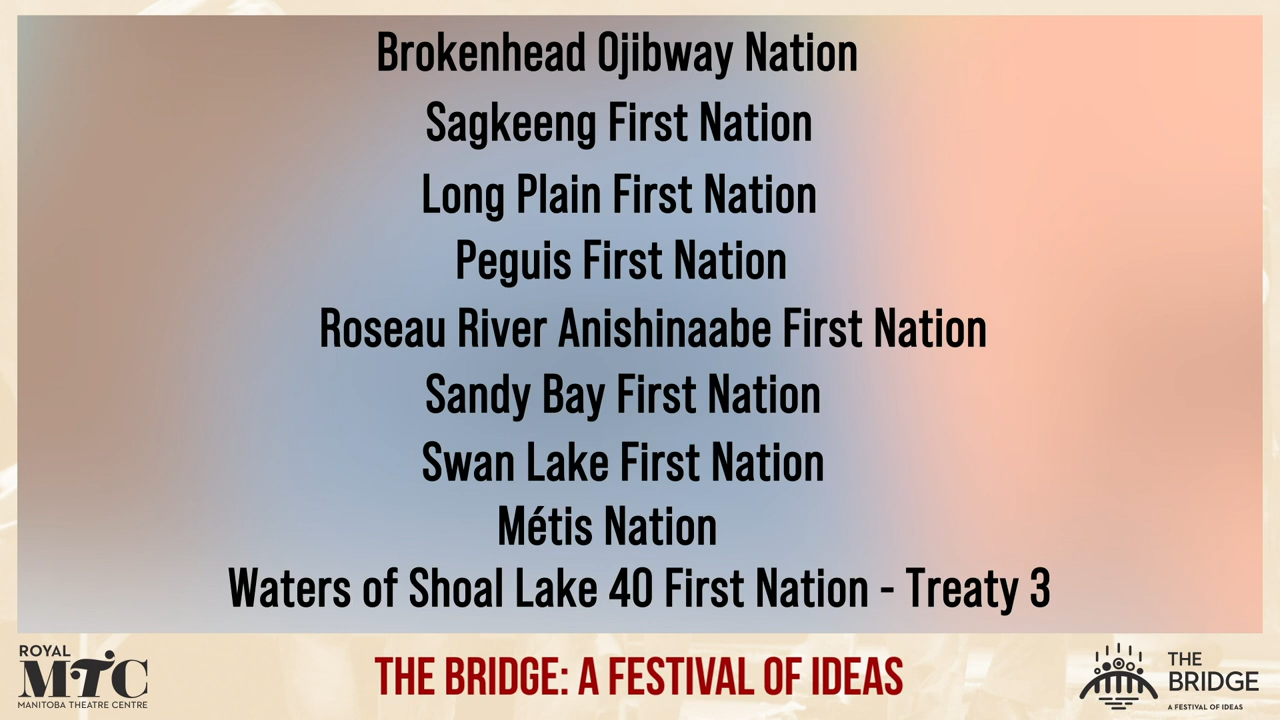 Brokenhead Ojibway Nation
Sagkeeng First Nation
Long Plain First Nation
Peguis First Nation
Roseau River Anishinaabe First Nation
Sandy Bay First Nation
Swan Lake First Nation
Métis Nation
Waters of Shoal Lake 40 First Nation - Treaty 3
ROYAL
MTC
MANITOBA THEATRE CENTRE
THE BRIDGE: A FESTIVAL OF IDEAS
THE
BRIDGE
A FESTIVAL OF IDEAS